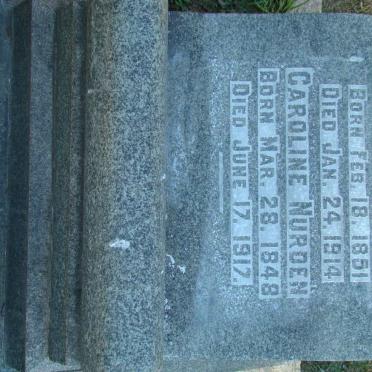 BORN FEB. 18, 1851
DIED JAN. 24, 1914.
CAROLINE NURDEN,
BORN MAR. 28, 1848
DIED JUNE 17, 1917.